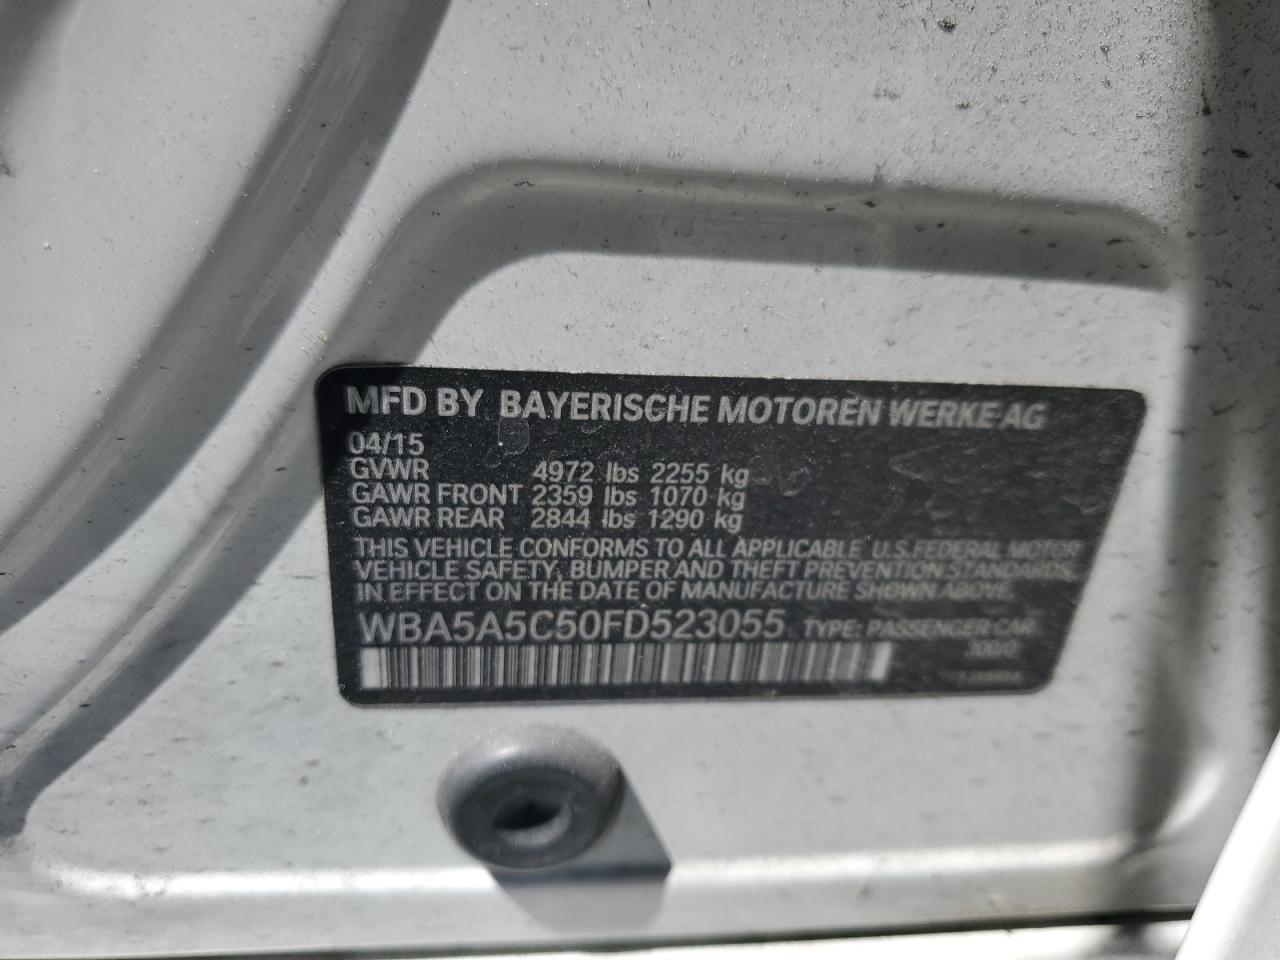 MFD BY BAYERISCHE MOTOREN WERKE AG
04/15
GVWR 4972 lbs 2255 kg
GAWR FRONT 2359 lbs 1070 kg
GAWR REAR 2844 lbs 1290 kg
THIS VEHICLE CONFORMS TO ALL APPLICABLE U.S. FEDERAL MOTOR
VEHICLE SAFETY, BUMPER AND THEFT PREVENTION STANDARDS
IN EFFECT ON THE DATE OF MANUFACTURE SHOWN ABOVE.
WBA5A5C50FD523055 TYPE: PASSENGER CAR